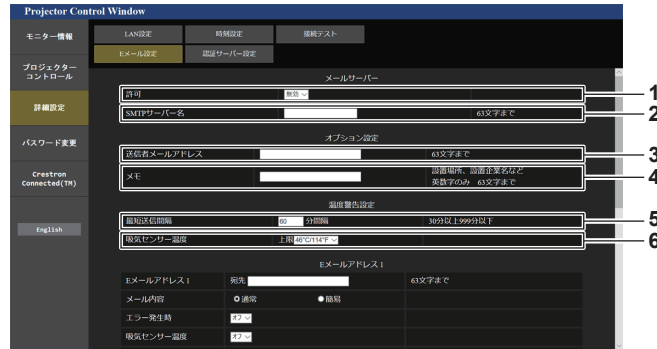 Projector Control Window
モニター情報
プロジェクター
コントロール
詳細設定
パスワード変更
Crestron
Connected(TM)
English
LAN設定 時刻設定 接続テスト
Eメール設定 認証サーバー設定
メールサーバー
許可 無効 1
SMTPサーバー名 63文字まで 2
オプション設定
送信者メールアドレス 63文字まで 3
メモ 設置場所、設置企業名など
英数字のみ 63文字まで 4
温度警告設定
最短送信間隔 60 分間隔 30分以上999分以下 5
吸気センサー温度 上限 46°C/114°F 6
Eメールアドレス 1
Eメールアドレス 1 宛先 63文字まで
メール内容 通常 簡易
エラー発生時 オフ
吸気センサー温度 オフ